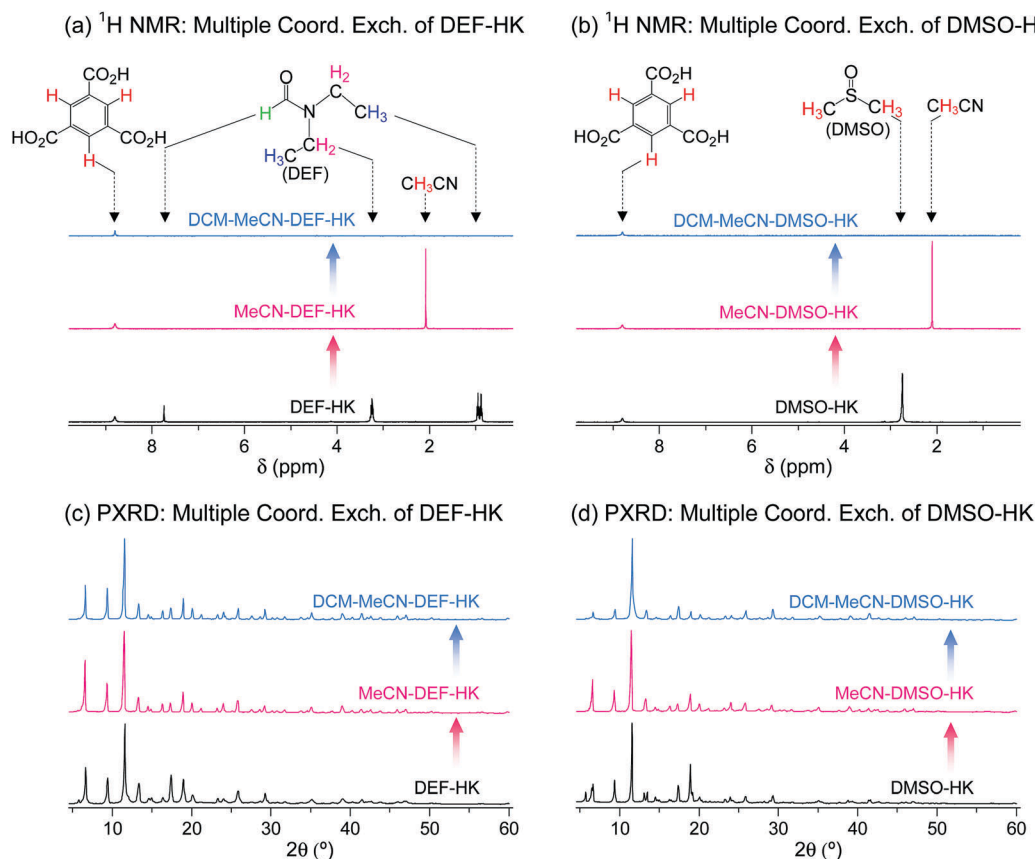 (a) ¹H NMR: Multiple Coord. Exch. of DEF-HK
CO₂H
H H
HO₂C CO₂H
H
O
H N
H₂
H₃
H₂
H₃C
(DEF)
CH₃CN
DCM-MeCN-DEF-HK
MeCN-DEF-HK
DEF-HK
8 6 4 2
δ (ppm)
(b) ¹H NMR: Multiple Coord. Exch. of DMSO-H
CO₂H
H H
HO₂C CO₂H
H
O
S
H₃C CH₃
(DMSO)
CH₃CN
DCM-MeCN-DMSO-HK
MeCN-DMSO-HK
DMSO-HK
8 6 4 2
δ (ppm)
(c) PXRD: Multiple Coord. Exch. of DEF-HK
DCM-MeCN-DEF-HK
MeCN-DEF-HK
DEF-HK
10 20 30 40 50 60
2θ (º)
(d) PXRD: Multiple Coord. Exch. of DMSO-HK
DCM-MeCN-DMSO-HK
MeCN-DMSO-HK
DMSO-HK
10 20 30 40 50 60
2θ (º)